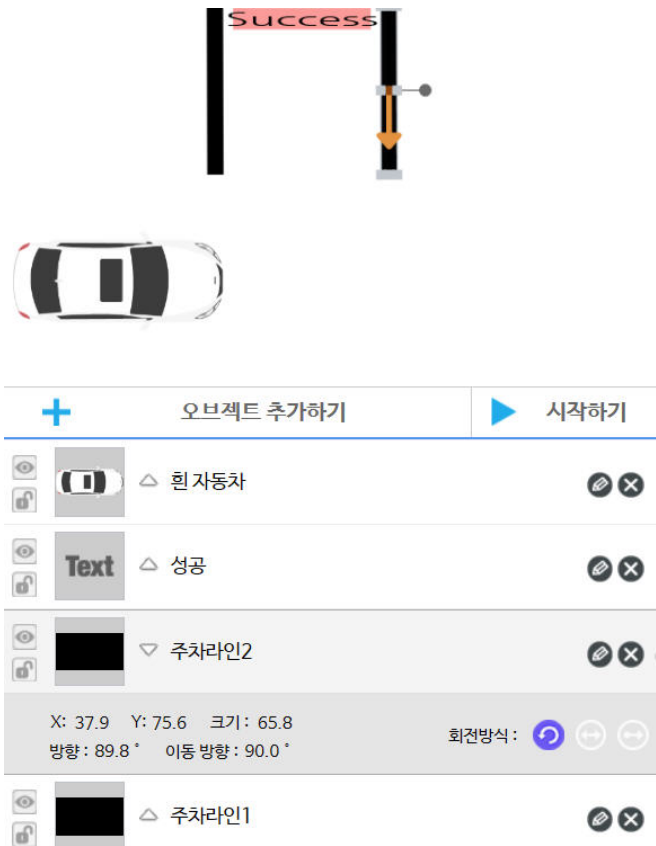 Success
오브젝트 추가하기
시작하기
흰 자동차
Text
성공
주차라인2
X: 37.9 Y: 75.6 크기 : 65.8
방향 : 89.8 ˚ 이동 방향 : 90.0 ˚
회전방식 :
주차라인1